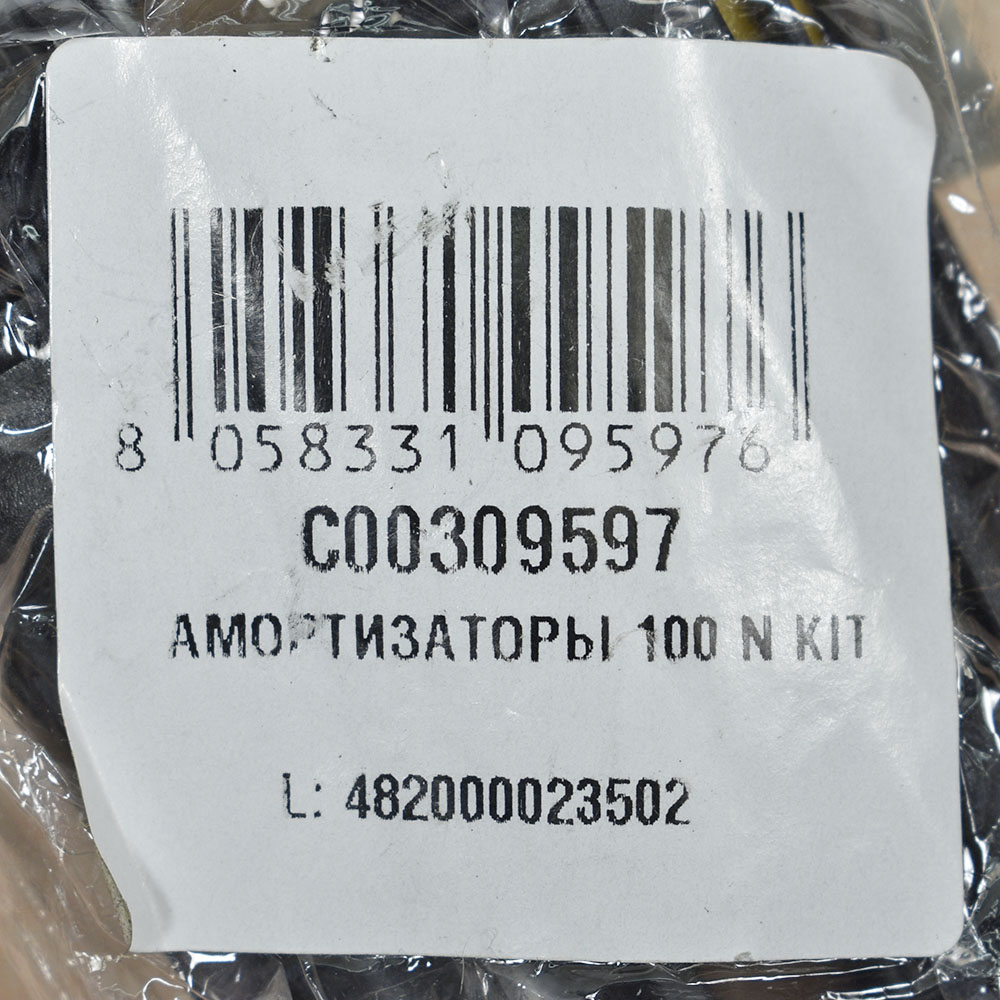 8 058331 095976
C00309597
АМОРТИЗАТОРЫ 100 N KIT
L: 482000023502